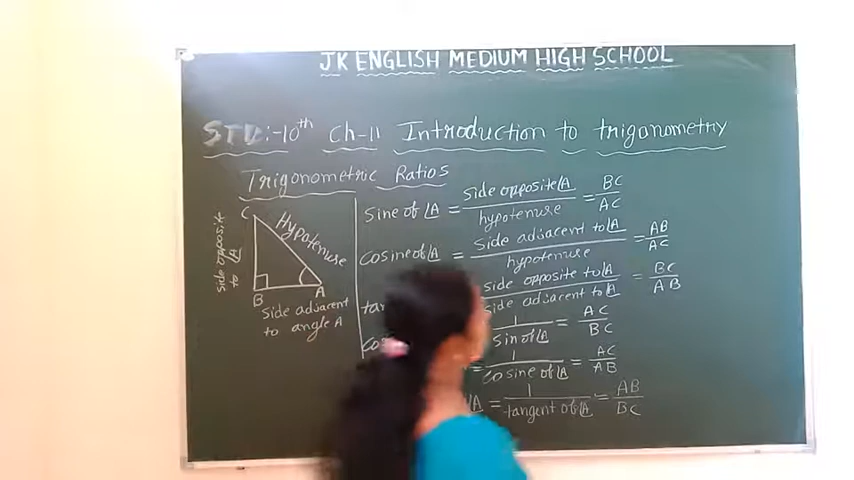 JK ENGLISH MEDIUM HIGH SCHOOL
STD:-10th Ch-11 Introduction to trigonometry
Trigonometric Ratios
C
Hypotenuse
side opposite
to ∠A
B
A
Side adjacent
to angle A
Sine of ∠A = side opposite ∠A / hypotenuse = BC / AC
cosine of ∠A = side adjacent to ∠A / hypotenuse = AB / AC
side opposite to ∠A / side adjacent to ∠A = BC / AB
1 / sin of ∠A = AC / BC
= 1 / cosine of ∠A = AC / AB
∠A = 1 / tangent of ∠A = AB / BC